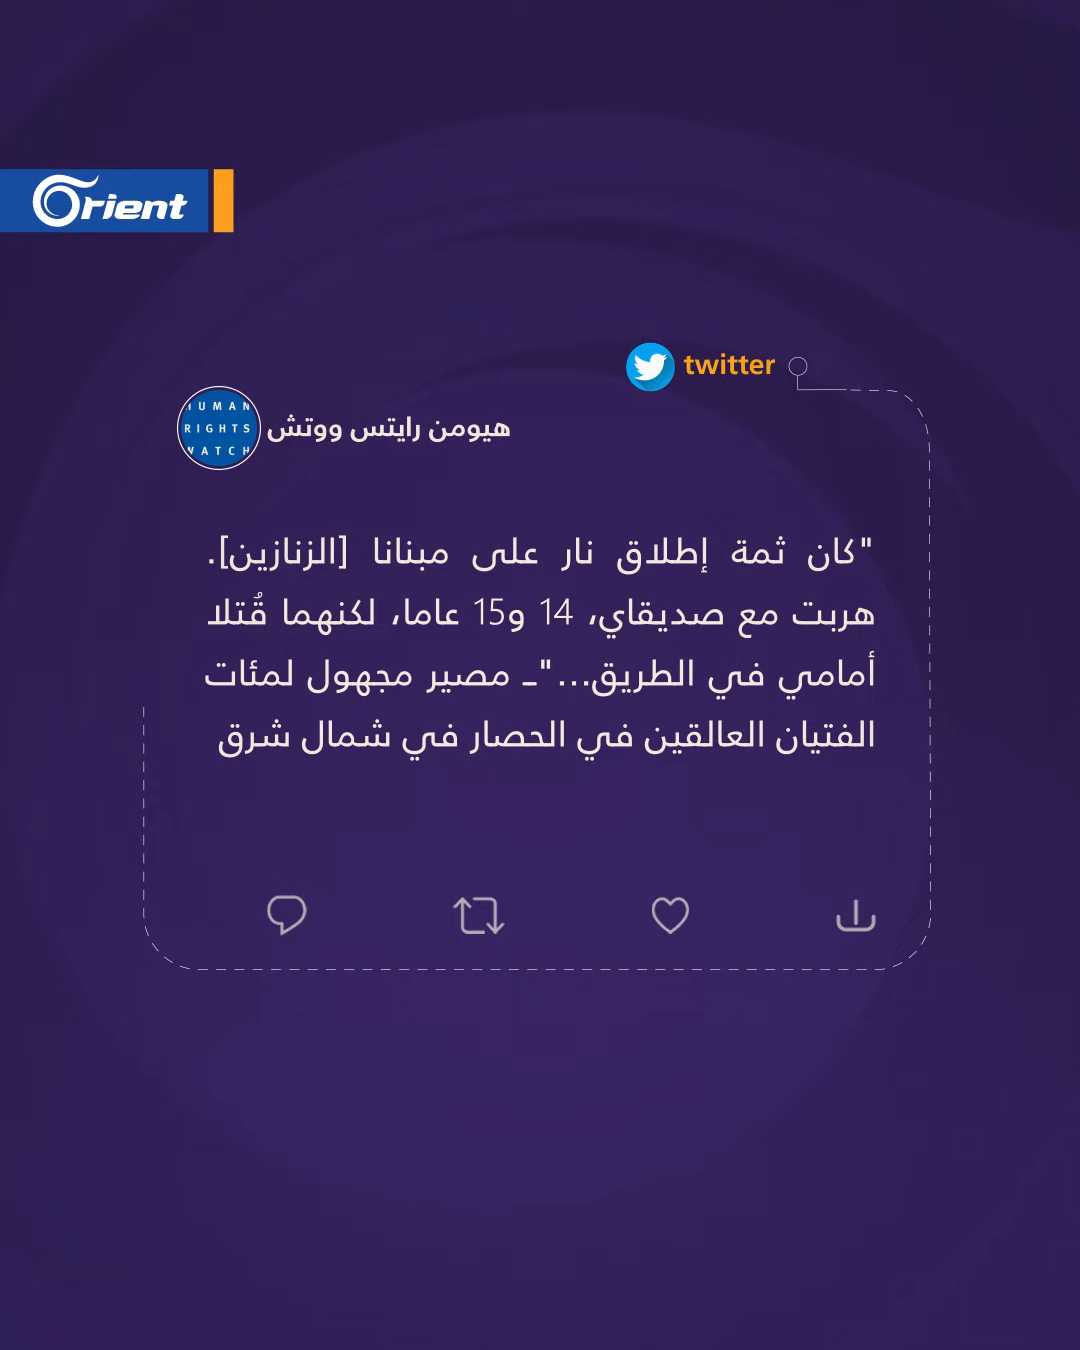 Orient
twitter
HUMAN
RIGHTS
WATCH
هيومن رايتس ووتش
"كان ثمة إطلاق نار على مبنانا [الزنازين].
هربت مع صديقاي، 14 و15 عاما، لكنهما قُتلا
أمامي في الطريق..."ـ مصير مجهول لمئات
الفتيان العالقين في الحصار في شمال شرق